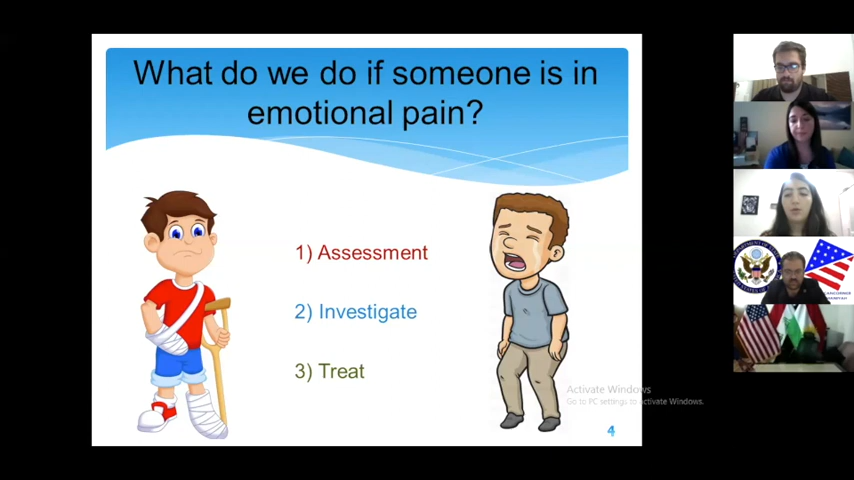 What do we do if someone is in
emotional pain?
1) Assessment
2) Investigate
3) Treat
Activate Windows
Go to PC settings to activate Windows.
4